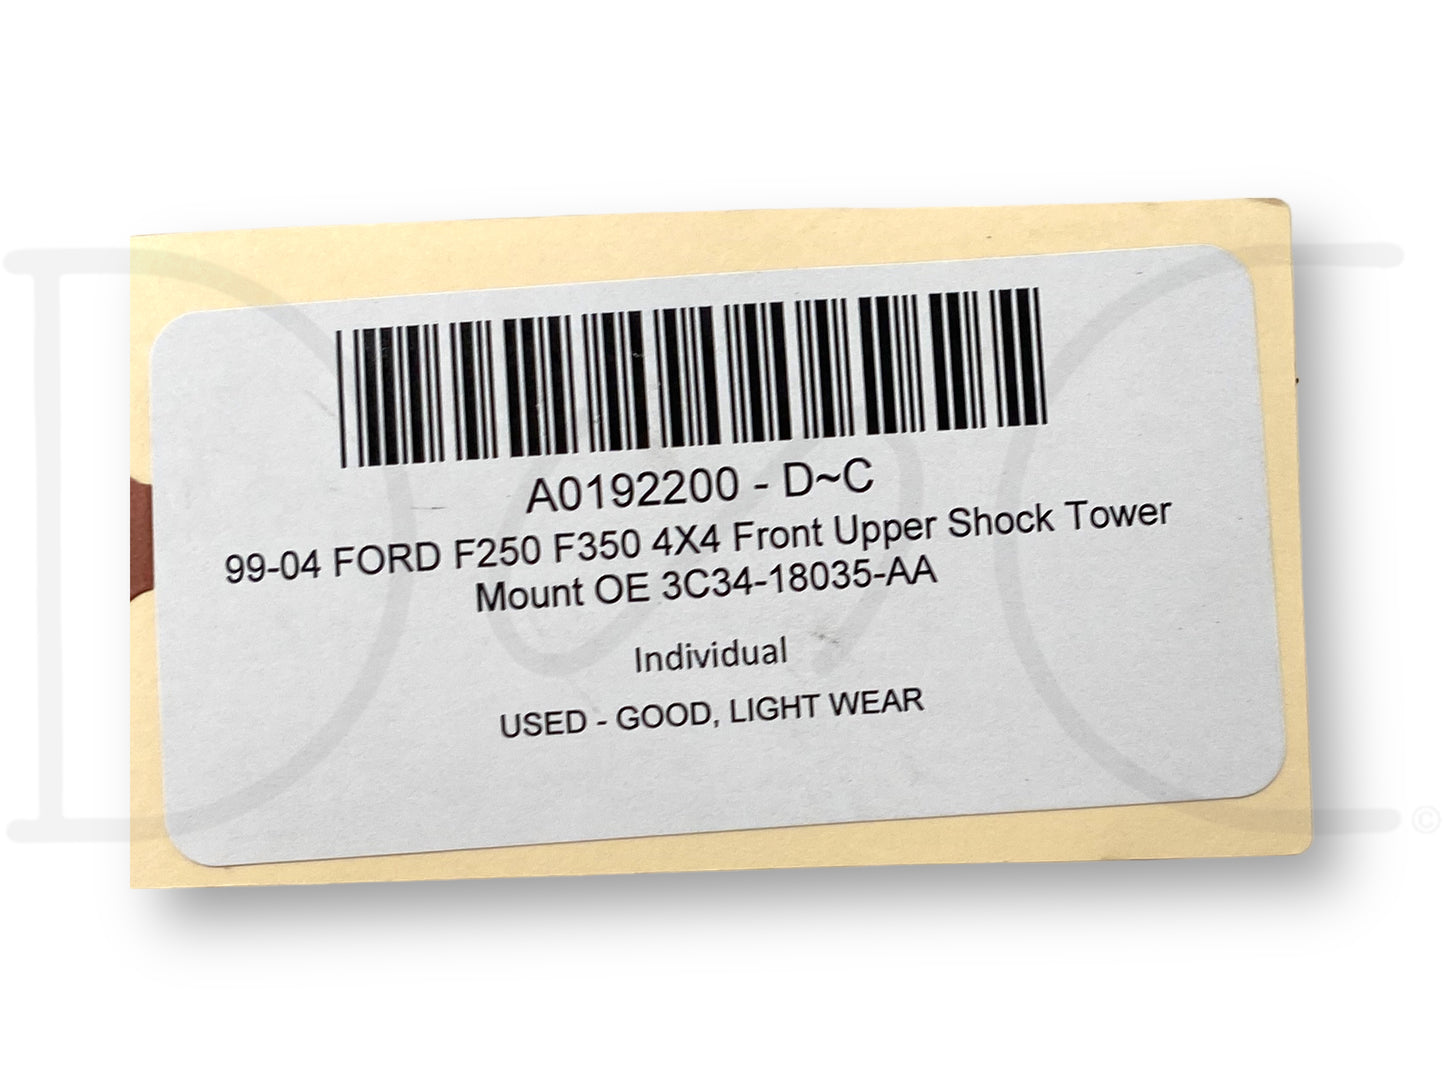 A0192200 - D~C
99-04 FORD F250 F350 4X4 Front Upper Shock Tower
Mount OE 3C34-18035-AA
Individual
USED - GOOD, LIGHT WEAR
D~C
©